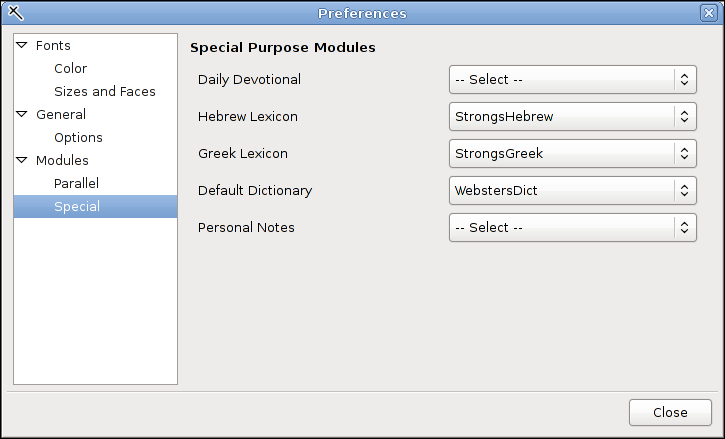 Preferences
Fonts
Color
Sizes and Faces
General
Options
Modules
Parallel
Special
Special Purpose Modules
Daily Devotional -- Select --
Hebrew Lexicon StrongsHebrew
Greek Lexicon StrongsGreek
Default Dictionary WebstersDict
Personal Notes -- Select --
Close